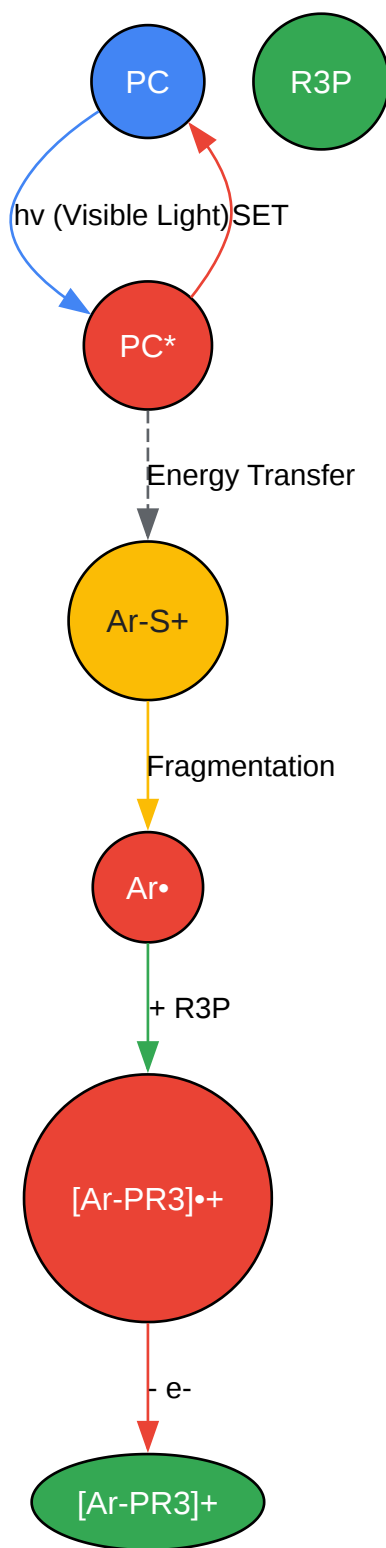 PC
R3P
hv (Visible Light)
SET
PC*
Energy Transfer
Ar-S+
Fragmentation
Ar•
+ R3P
[Ar-PR3]•+
- e-
[Ar-PR3]+